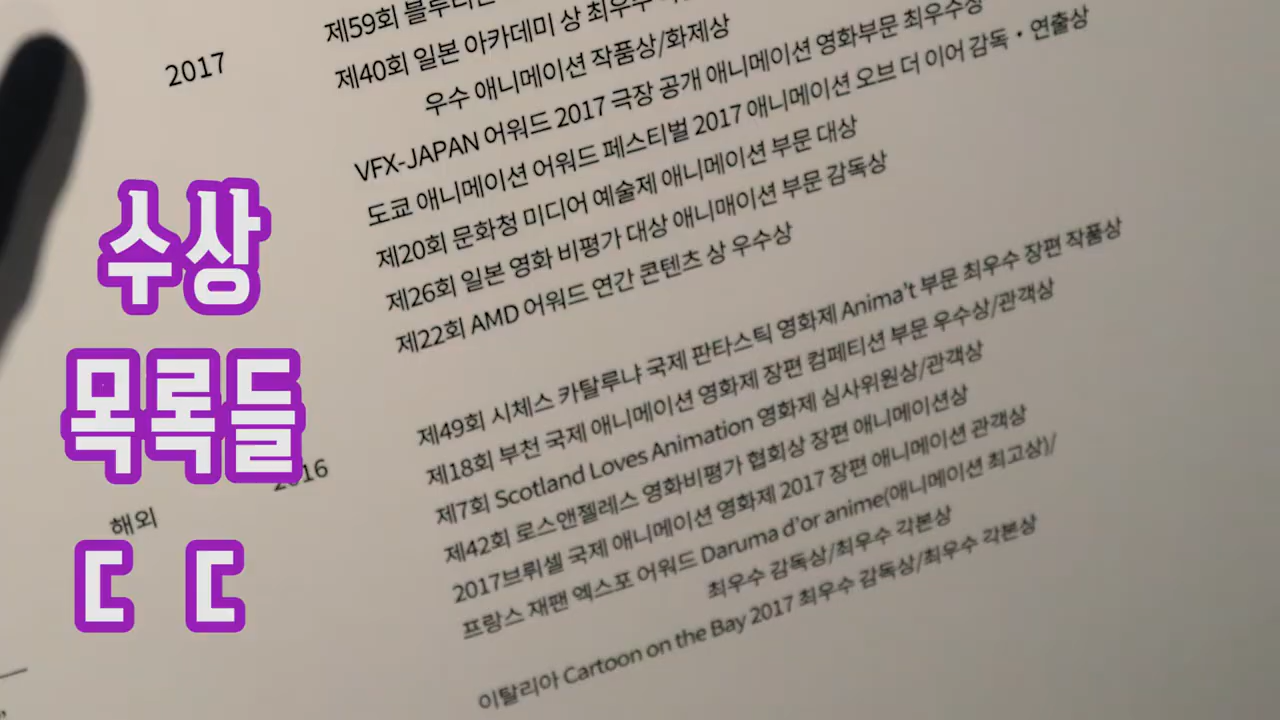 제59회 블루리본
2017
제40회 일본 아카데미 상 최우수
우수 애니메이션 작품상/화제상
VFX-JAPAN 어워드 2017 극장 공개 애니메이션 영화부문 최우수상
도쿄 애니메이션 어워드 페스티벌 2017 애니메이션 오브 더 이어 감독・연출상
제20회 문화청 미디어 예술제 애니메이션 부문 대상
제26회 일본 영화 비평가 대상 애니매이션 부문 감독상
제22회 AMD 어워드 연간 콘텐츠 상 우수상
수상
목록들
ㄷ ㄷ
해외
2016
제49회 시체스 카탈루냐 국제 판타스틱 영화제 Anima't 부문 최우수 장편 작품상
제18회 부천 국제 애니메이션 영화제 장편 컴페티션 부문 우수상/관객상
제7회 Scotland Loves Animation 영화제 심사위원상/관객상
제42회 로스앤젤레스 영화비평가 협회상 장편 애니메이션상
2017브뤼셀 국제 애니메이션 영화제 2017 장편 애니메이션 관객상
프랑스 재팬 엑스포 어워드 Daruma d'or anime(애니메이션 최고상)/
최우수 감독상/최우수 각본상
이탈리아 Cartoon on the Bay 2017 최우수 감독상/최우수 각본상